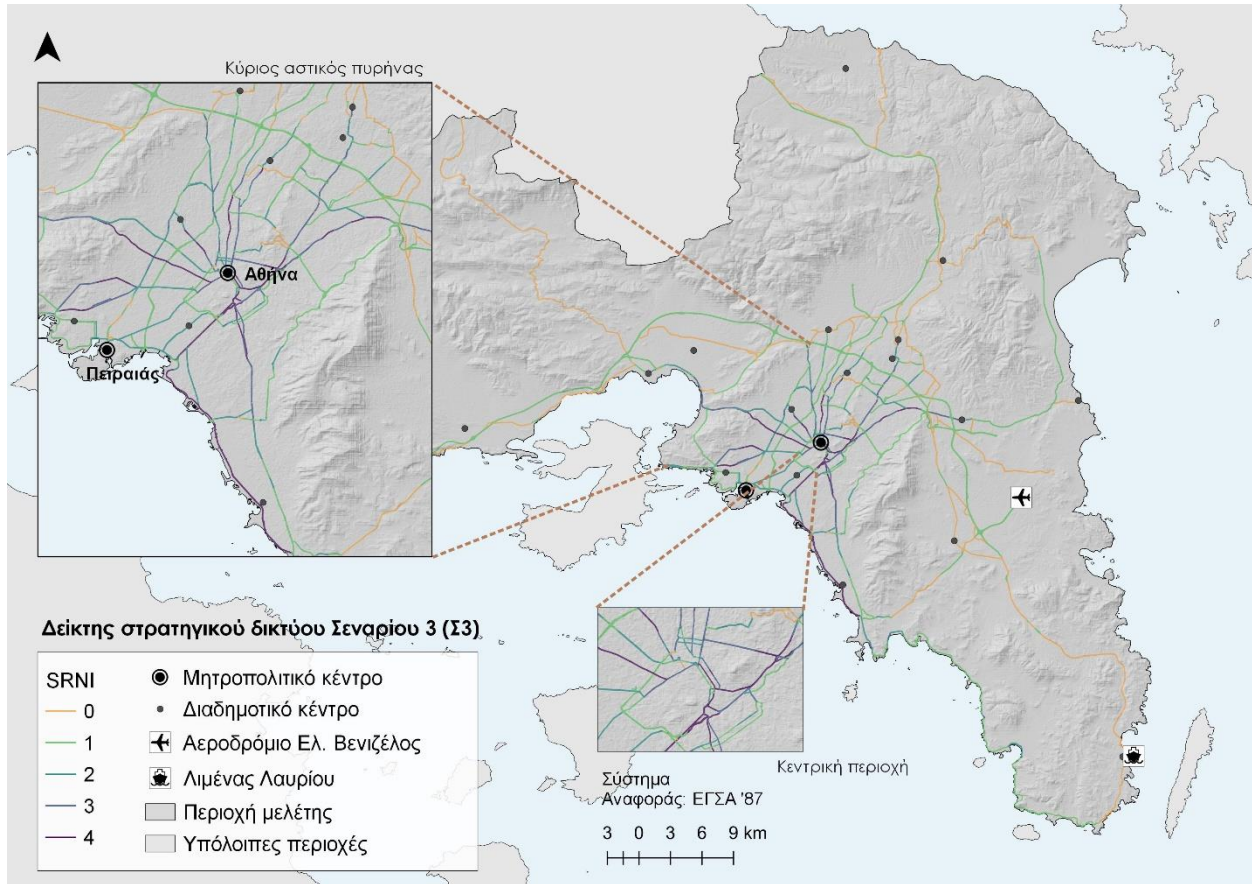 Κύριος αστικός πυρήνας
Αθήνα
Πειραιάς
Δείκτης στρατηγικού δικτύου Σεναρίου 3 (Σ3)
SRNI
0
1
2
3
4
Μητροπολιτικό κέντρο
Διαδημοτικό κέντρο
Αεροδρόμιο Ελ. Βενιζέλος
Λιμένας Λαυρίου
Περιοχή μελέτης
Υπόλοιπες περιοχές
Κεντρική περιοχή
Σύστημα
Αναφοράς: ΕΓΣΑ '87
3 0 3 6 9 km